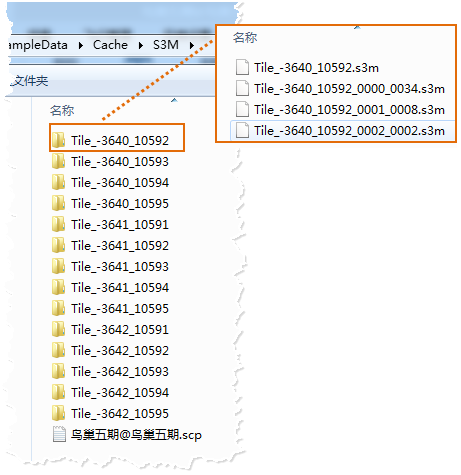 ampleData ▸ Cache ▸ S3M ▸
文件夹
名称
Tile_-3640_10592
Tile_-3640_10593
Tile_-3640_10594
Tile_-3640_10595
Tile_-3641_10591
Tile_-3641_10592
Tile_-3641_10593
Tile_-3641_10594
Tile_-3641_10595
Tile_-3642_10591
Tile_-3642_10592
Tile_-3642_10593
Tile_-3642_10594
Tile_-3642_10595
鸟巢五期@鸟巢五期.scp
名称
Tile_-3640_10592.s3m
Tile_-3640_10592_0000_0034.s3m
Tile_-3640_10592_0001_0008.s3m
Tile_-3640_10592_0002_0002.s3m